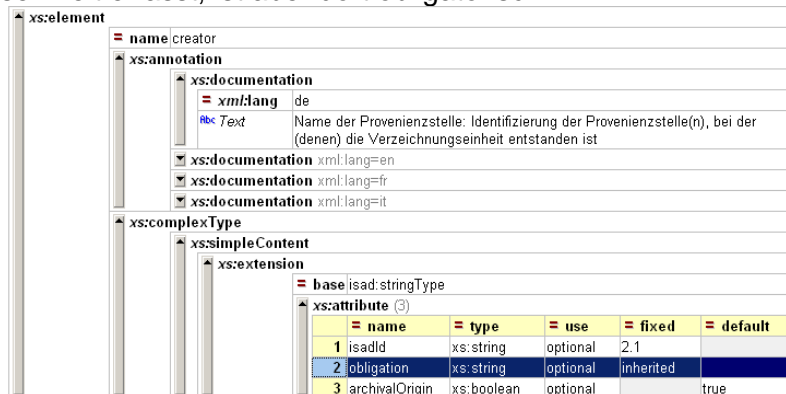 xs:element
= name creator
xs:annotation
xs:documentation
= xml:lang de
Abc Text Name der Provenienzstelle: Identifizierung der Provenienzstelle(n), bei der
(denen) die Verzeichnungseinheit entstanden ist
xs:documentation xml:lang=en
xs:documentation xml:lang=fr
xs:documentation xml:lang=it
xs:complexType
xs:simpleContent
xs:extension
= base isad:stringType
xs:attribute (3)
= name = type = use = fixed = default
1 isadId xs:string optional 2.1
2 obligation xs:string optional inherited
3 archivalOrigin xs:boolean optional true